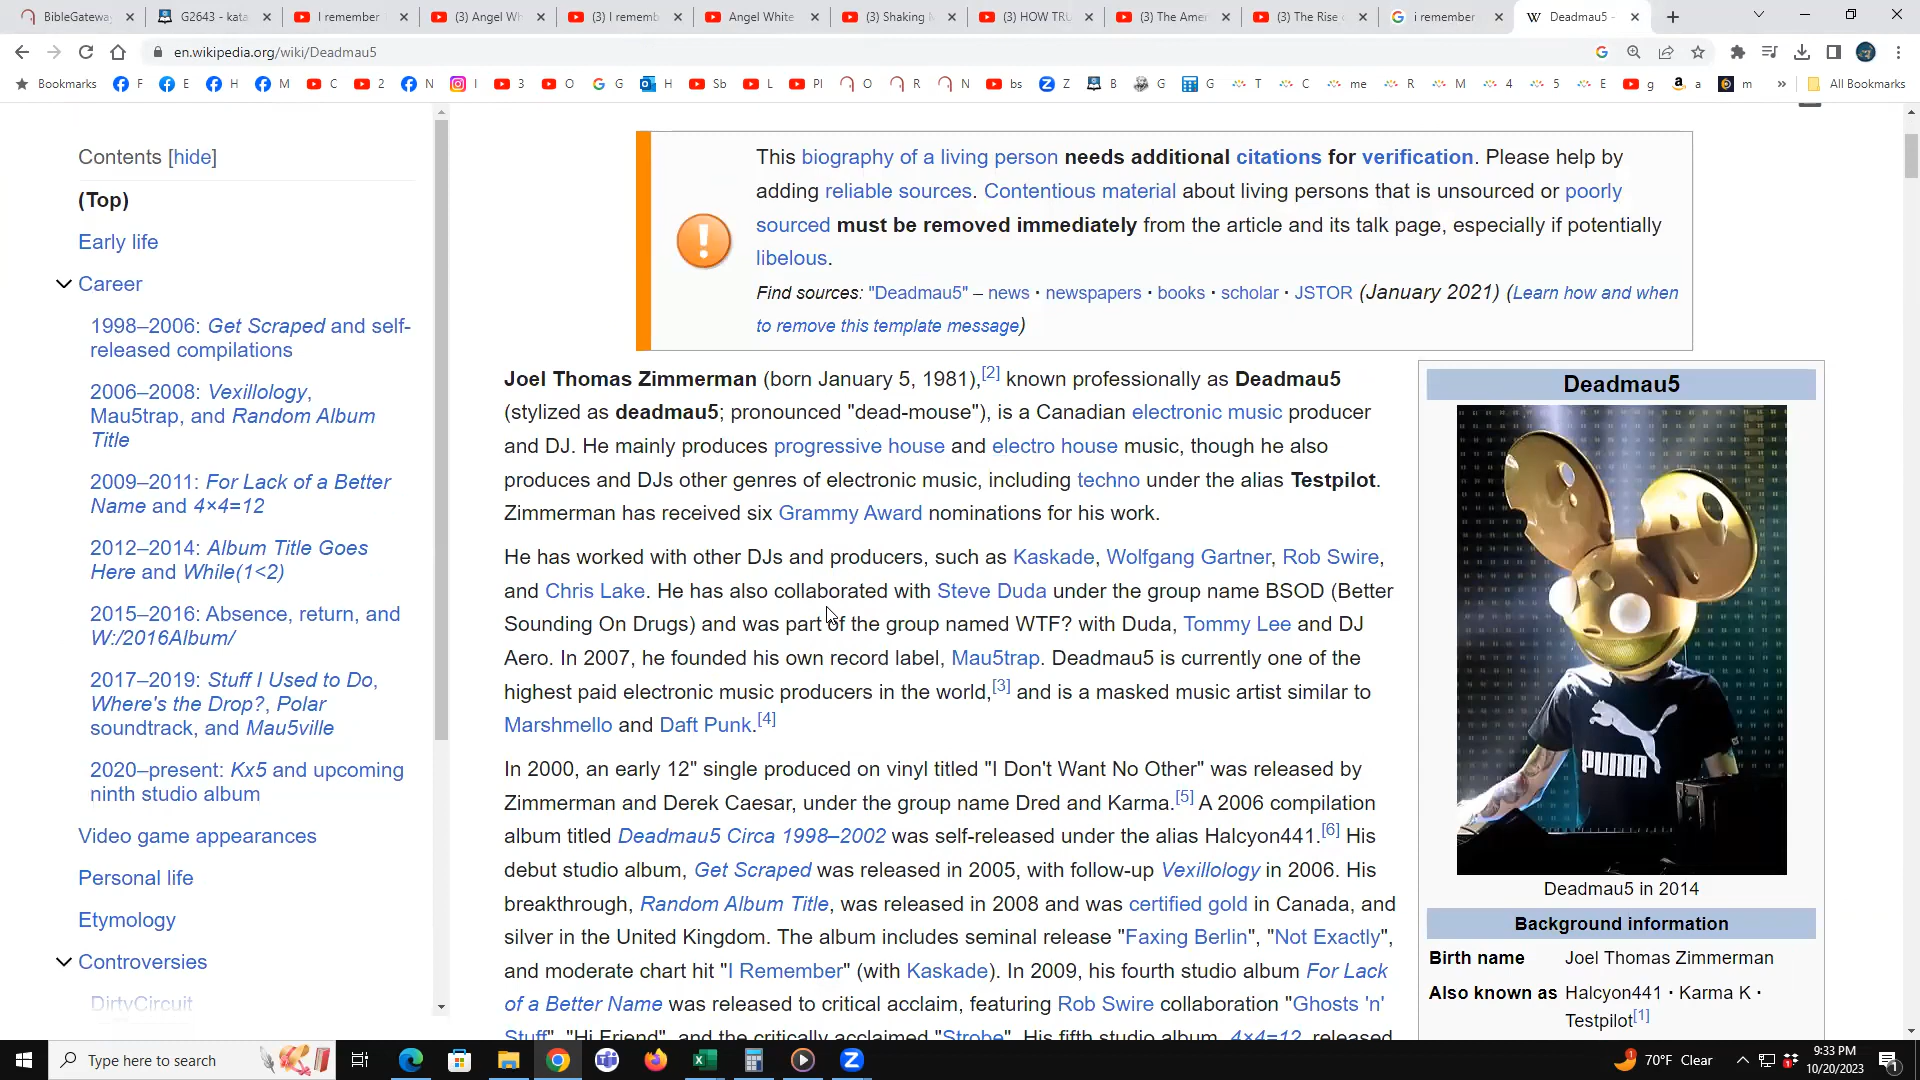 BibleGateway
G2643 - kata
I remember
(3) Angel Wh
(3) I rememb
Angel White
(3) Shaking
(3) HOW TRU
(3) The Amer
(3) The Rise
i remember
Deadmau5 -
en.wikipedia.org/wiki/Deadmau5
Bookmarks F E H M C 2 N I 3 O G H Sb L Pl O R N bs Z B G G T C me R M 4 5 E g a m » All Bookmarks
Contents [hide]
(Top)
Early life
Career
1998–2006: Get Scraped and self-
released compilations
2006–2008: Vexillology,
Mau5trap, and Random Album
Title
2009–2011: For Lack of a Better
Name and 4×4=12
2012–2014: Album Title Goes
Here and While(1<2)
2015–2016: Absence, return, and
W:/2016Album/
2017–2019: Stuff I Used to Do,
Where's the Drop?, Polar
soundtrack, and Mau5ville
2020–present: Kx5 and upcoming
ninth studio album
Video game appearances
Personal life
Etymology
Controversies
DirtyCircuit
This biography of a living person needs additional citations for verification. Please help by
adding reliable sources. Contentious material about living persons that is unsourced or poorly
sourced must be removed immediately from the article and its talk page, especially if potentially
libelous.
Find sources: "Deadmau5" – news · newspapers · books · scholar · JSTOR (January 2021) (Learn how and when
to remove this template message)
Joel Thomas Zimmerman (born January 5, 1981),[2] known professionally as Deadmau5
(stylized as deadmau5; pronounced "dead-mouse"), is a Canadian electronic music producer
and DJ. He mainly produces progressive house and electro house music, though he also
produces and DJs other genres of electronic music, including techno under the alias Testpilot.
Zimmerman has received six Grammy Award nominations for his work.
He has worked with other DJs and producers, such as Kaskade, Wolfgang Gartner, Rob Swire,
and Chris Lake. He has also collaborated with Steve Duda under the group name BSOD (Better
Sounding On Drugs) and was part of the group named WTF? with Duda, Tommy Lee and DJ
Aero. In 2007, he founded his own record label, Mau5trap. Deadmau5 is currently one of the
highest paid electronic music producers in the world,[3] and is a masked music artist similar to
Marshmello and Daft Punk.[4]
In 2000, an early 12" single produced on vinyl titled "I Don't Want No Other" was released by
Zimmerman and Derek Caesar, under the group name Dred and Karma.[5] A 2006 compilation
album titled Deadmau5 Circa 1998–2002 was self-released under the alias Halcyon441.[6] His
debut studio album, Get Scraped was released in 2005, with follow-up Vexillology in 2006. His
breakthrough, Random Album Title, was released in 2008 and was certified gold in Canada, and
silver in the United Kingdom. The album includes seminal release "Faxing Berlin", "Not Exactly",
and moderate chart hit "I Remember" (with Kaskade). In 2009, his fourth studio album For Lack
of a Better Name was released to critical acclaim, featuring Rob Swire collaboration "Ghosts 'n'
Stuff", "Hi Friend", and the critically acclaimed "Strobe". His fifth studio album, 4×4=12, released
Deadmau5
PUMA
Deadmau5 in 2014
Background information
Birth name Joel Thomas Zimmerman
Also known as Halcyon441 · Karma K ·
Testpilot[1]
Type here to search
70°F Clear
9:33 PM
10/20/2023